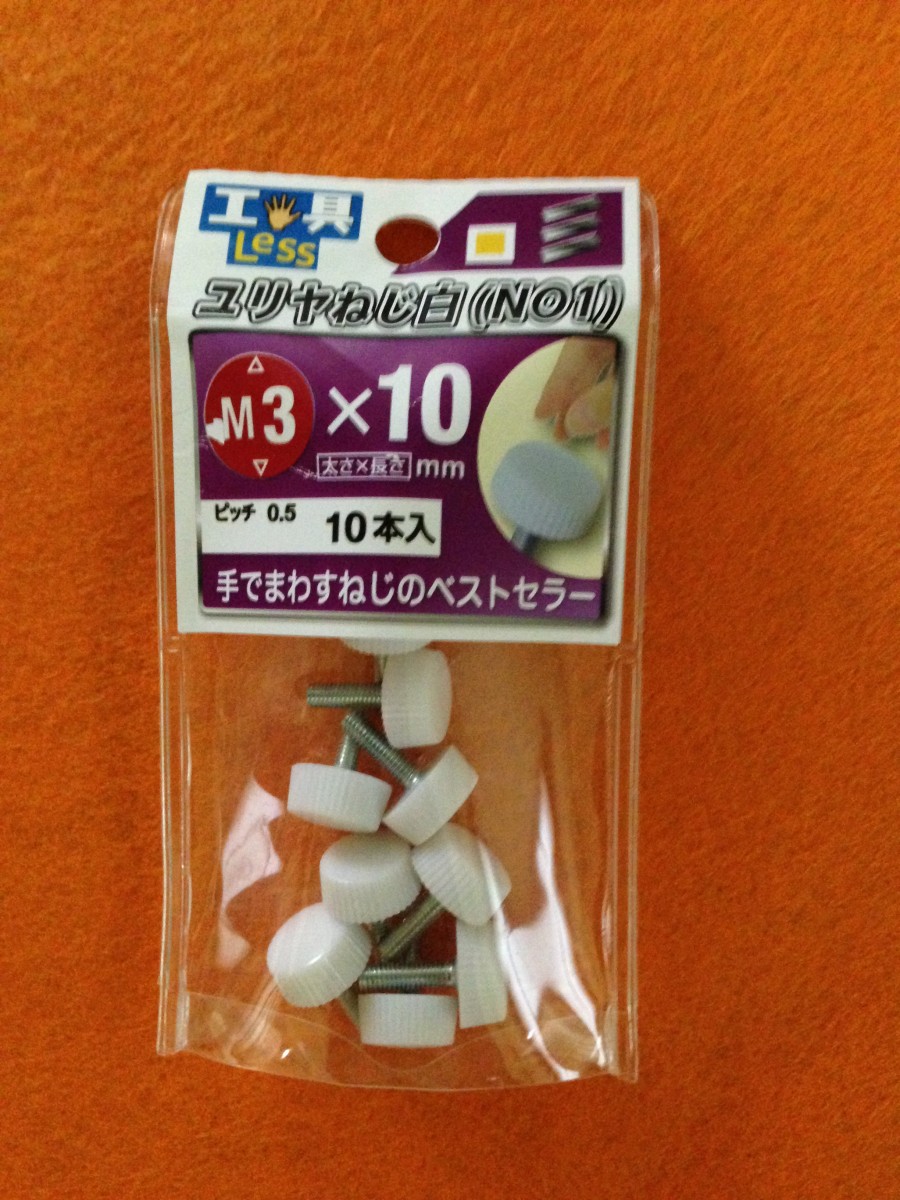 工具
Less
ユリヤねじ白(NO1)
M3 ×10
太さ×長さ mm
ピッチ 0.5 10本入
手でまわすねじのベストセラー